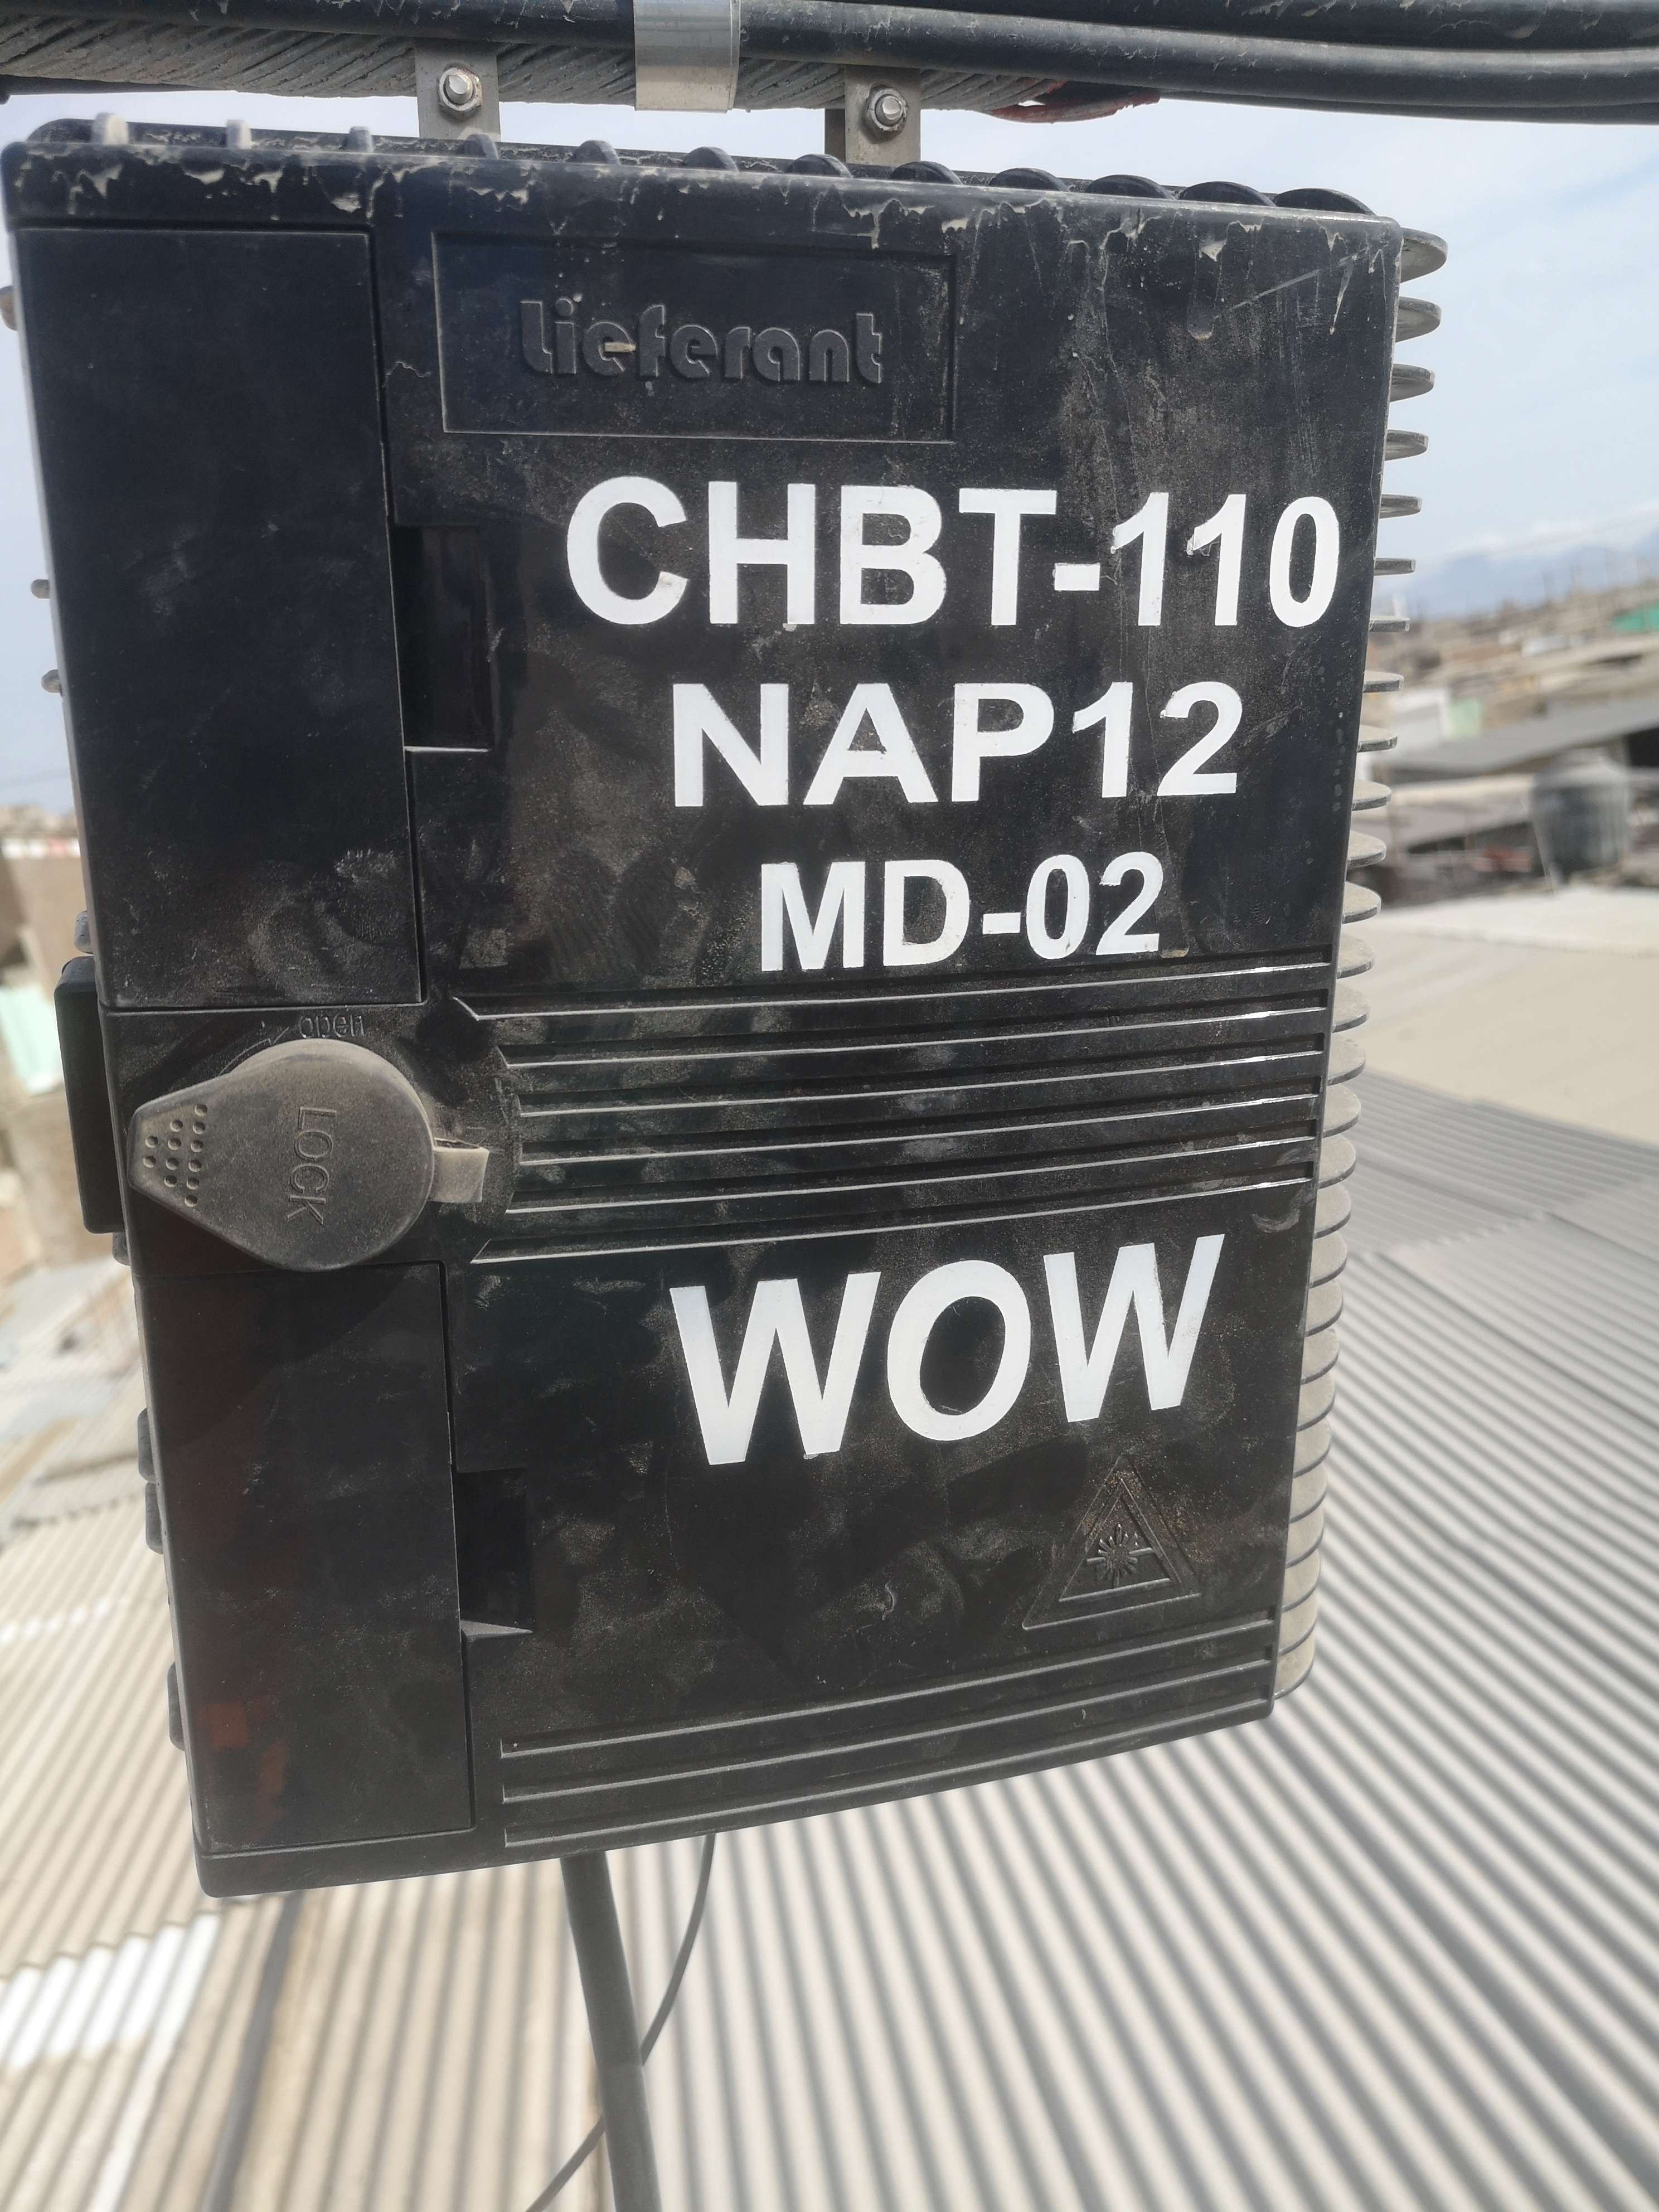 Lieferant
CHBT-110
NAP12
MD-02
open
LOCK
WOW